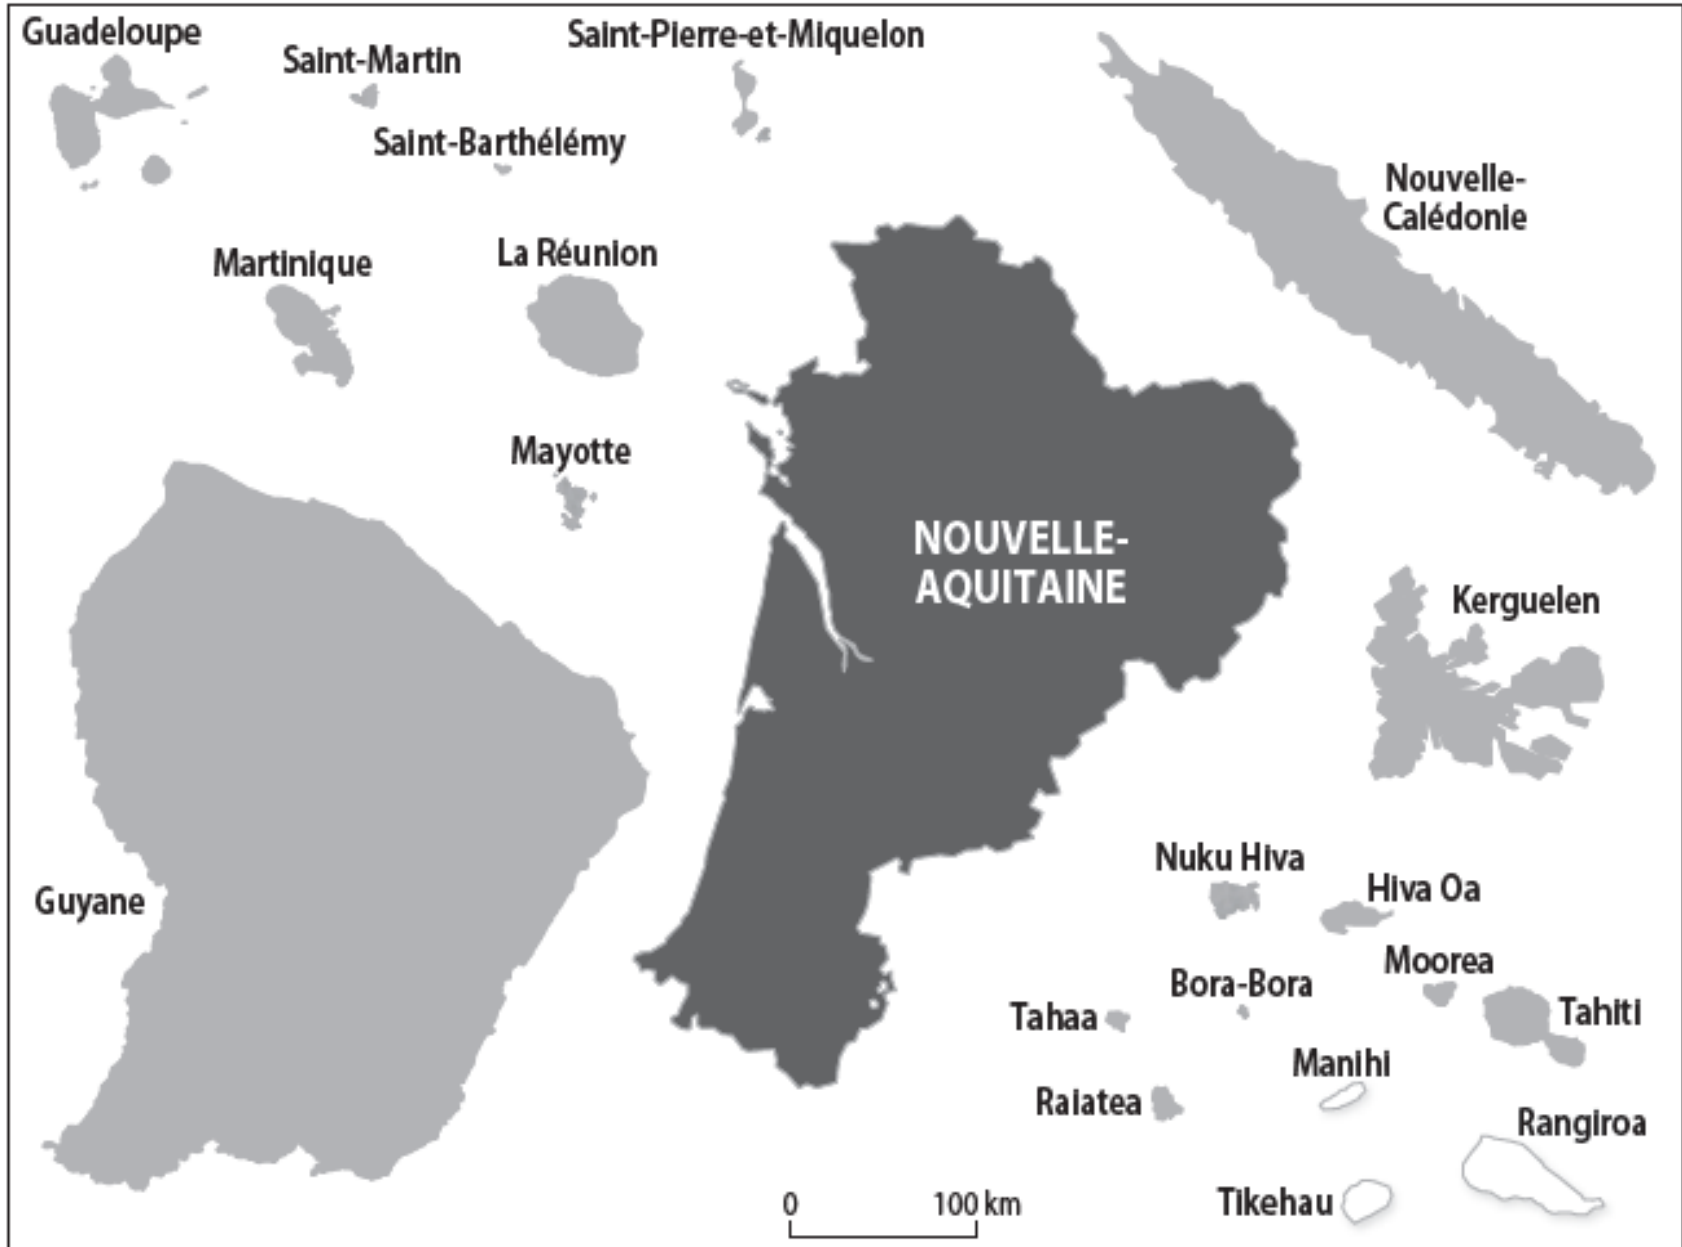 Guadeloupe
Saint-Martin
Saint-Pierre-et-Miquelon
Saint-Barthélémy
Nouvelle-
Calédonie
Martinique
La Réunion
Mayotte
NOUVELLE-
AQUITAINE
Kerguelen
Guyane
Nuku Hiva
Hiva Oa
Moorea
Bora-Bora
Tahaa
Tahiti
Manihi
Raiatea
Rangiroa
Tikehau
0 100 km